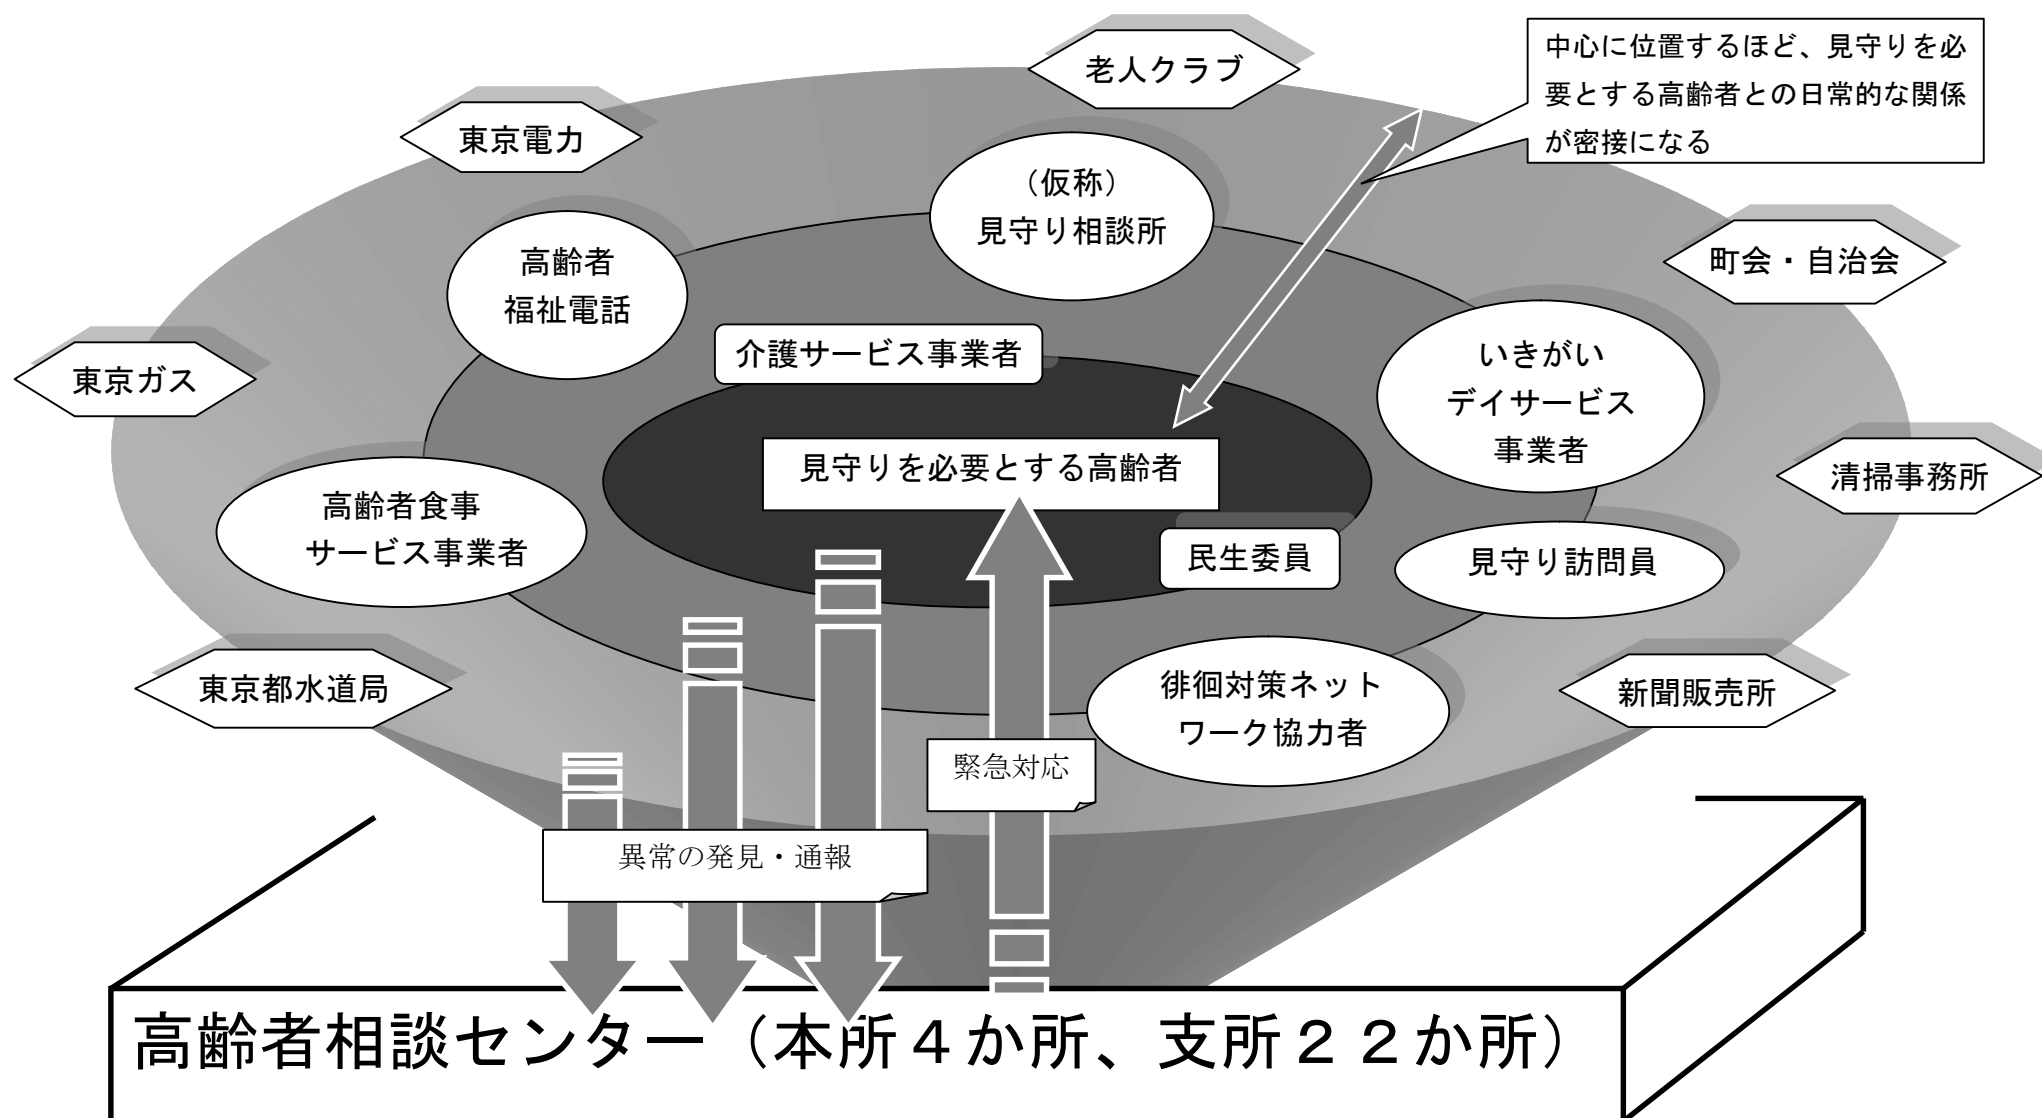 老人クラブ
中心に位置するほど、見守りを必
要とする高齢者との日常的な関係
が密接になる
東京電力
(仮称)
見守り相談所
高齢者
福祉電話
町会・自治会
介護サービス事業者
いきがい
デイサービス
事業者
東京ガス
見守りを必要とする高齢者
清掃事務所
高齢者食事
サービス事業者
民生委員
見守り訪問員
東京都水道局
徘徊対策ネット
ワーク協力者
新聞販売所
緊急対応
異常の発見・通報
高齢者相談センター(本所4か所、支所22か所)